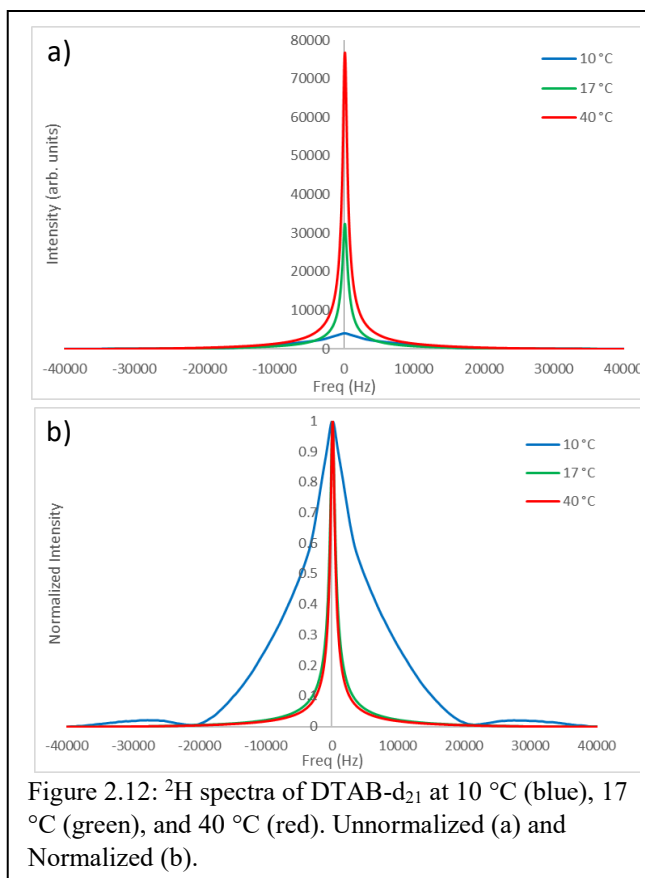 a)
80000
70000
60000
50000
40000
30000
20000
10000
0
Intensity (arb. units)
10 °C
17 °C
40 °C
-40000 -30000 -20000 -10000 0 10000 20000 30000 40000
Freq (Hz)
b)
1
0.9
0.8
0.7
0.6
0.5
0.4
0.3
0.2
0.1
0
Normalized Intensity
10 °C
17 °C
40 °C
-40000 -30000 -20000 -10000 0 10000 20000 30000 40000
Freq (Hz)
Figure 2.12: ²H spectra of DTAB-d₂₁ at 10 °C (blue), 17
°C (green), and 40 °C (red). Unnormalized (a) and
Normalized (b).